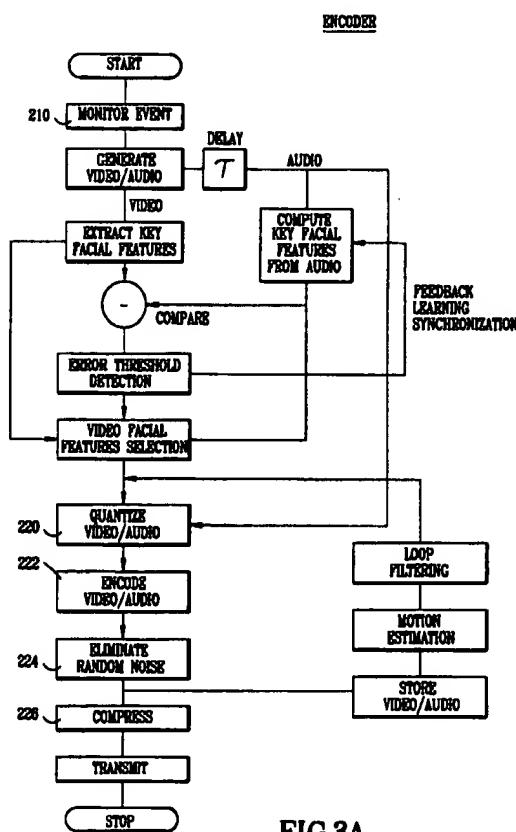 ENCODER
START
210
MONITOR EVENT
DELAY
GENERATE
VIDEO/AUDIO
T
AUDIO
VIDEO
EXTRACT KEY
FACIAL FEATURES
COMPUTE
KEY FACIAL
FEATURES
FROM AUDIO
-
COMPARE
FEEDBACK
LEARNING
SYNCHRONIZATION
ERROR THRESHOLD
DETECTION
VIDEO FACIAL
FEATURES SELECTION
220
QUANTIZE
VIDEO/AUDIO
LOOP
FILTERING
222
ENCODE
VIDEO/AUDIO
MOTION
ESTIMATION
224
ELIMINATE
RANDOM NOISE
STORE
VIDEO/AUDIO
226
COMPRESS
TRANSMIT
STOP
FIG.3A